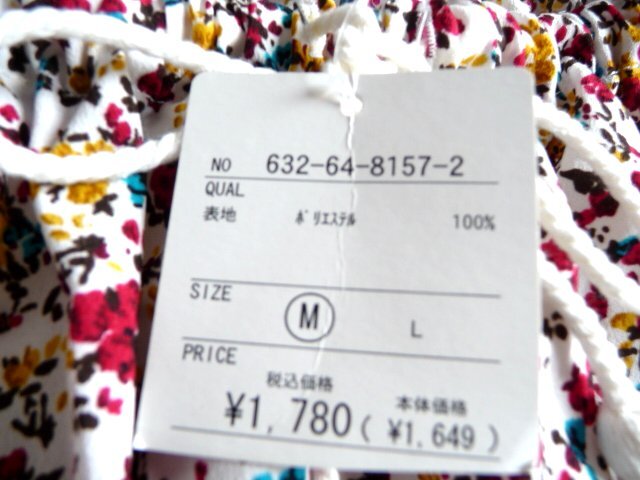 NO 632-64-8157-2
QUAL
表地 ﾎﾟﾘｴｽﾃﾙ 100%
SIZE
M L
PRICE
税込価格 本体価格
¥1,780 ( ¥1,649 )